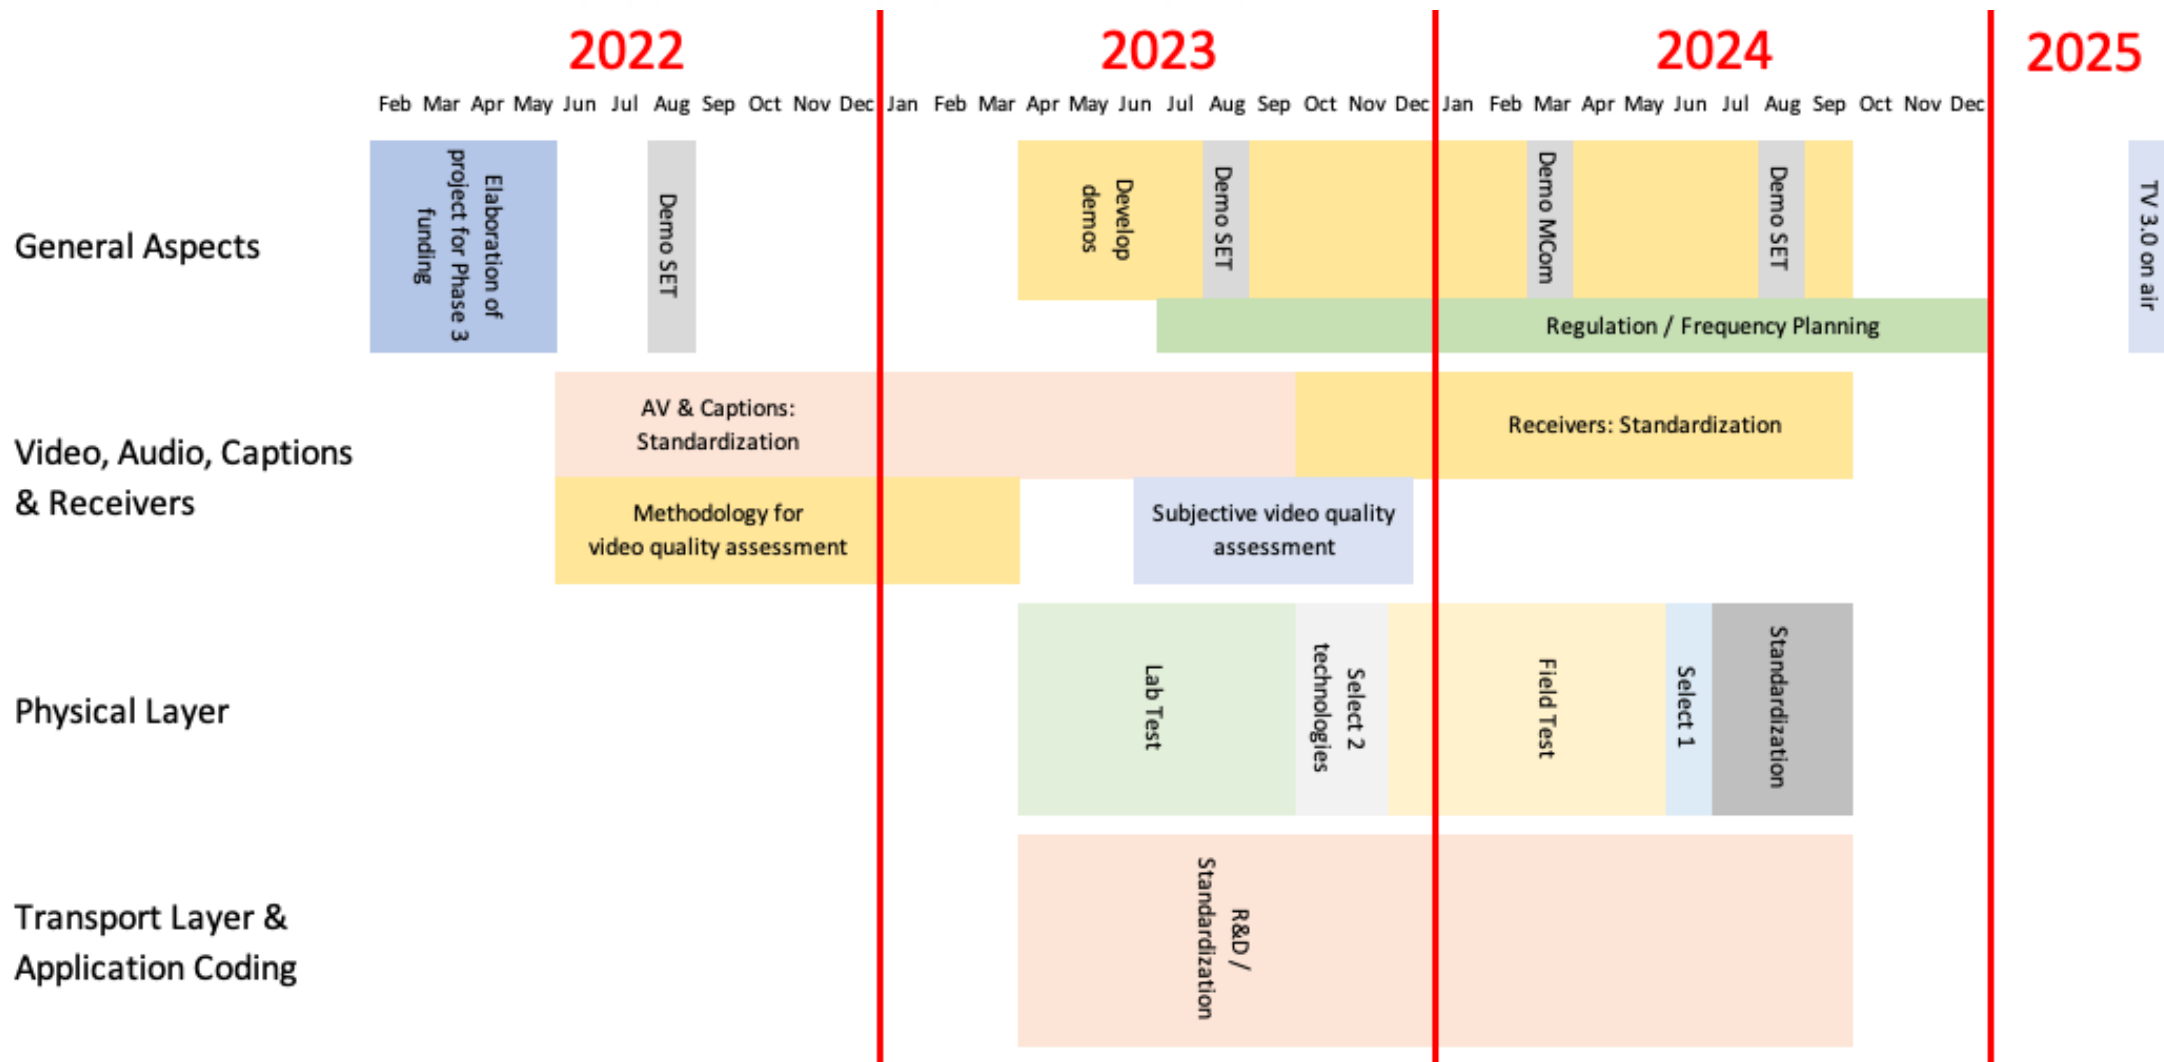 2022 2023 2024 2025
Feb Mar Apr May Jun Jul Aug Sep Oct Nov Dec Jan Feb Mar Apr May Jun Jul Aug Sep Oct Nov Dec Jan Feb Mar Apr May Jun Jul Aug Sep Oct Nov Dec
General Aspects
Elaboration of
project for Phase 3
funding
Demo SET
Develop
demos
Demo SET
Demo MCom
Demo SET
TV 3.0 on air
Regulation / Frequency Planning
Video, Audio, Captions
& Receivers
AV & Captions:
Standardization
Receivers: Standardization
Methodology for
video quality assessment
Subjective video quality
assessment
Physical Layer
Lab Test
Select 2
technologies
Field Test
Select 1
Standardization
Transport Layer &
Application Coding
R&D /
Standardization